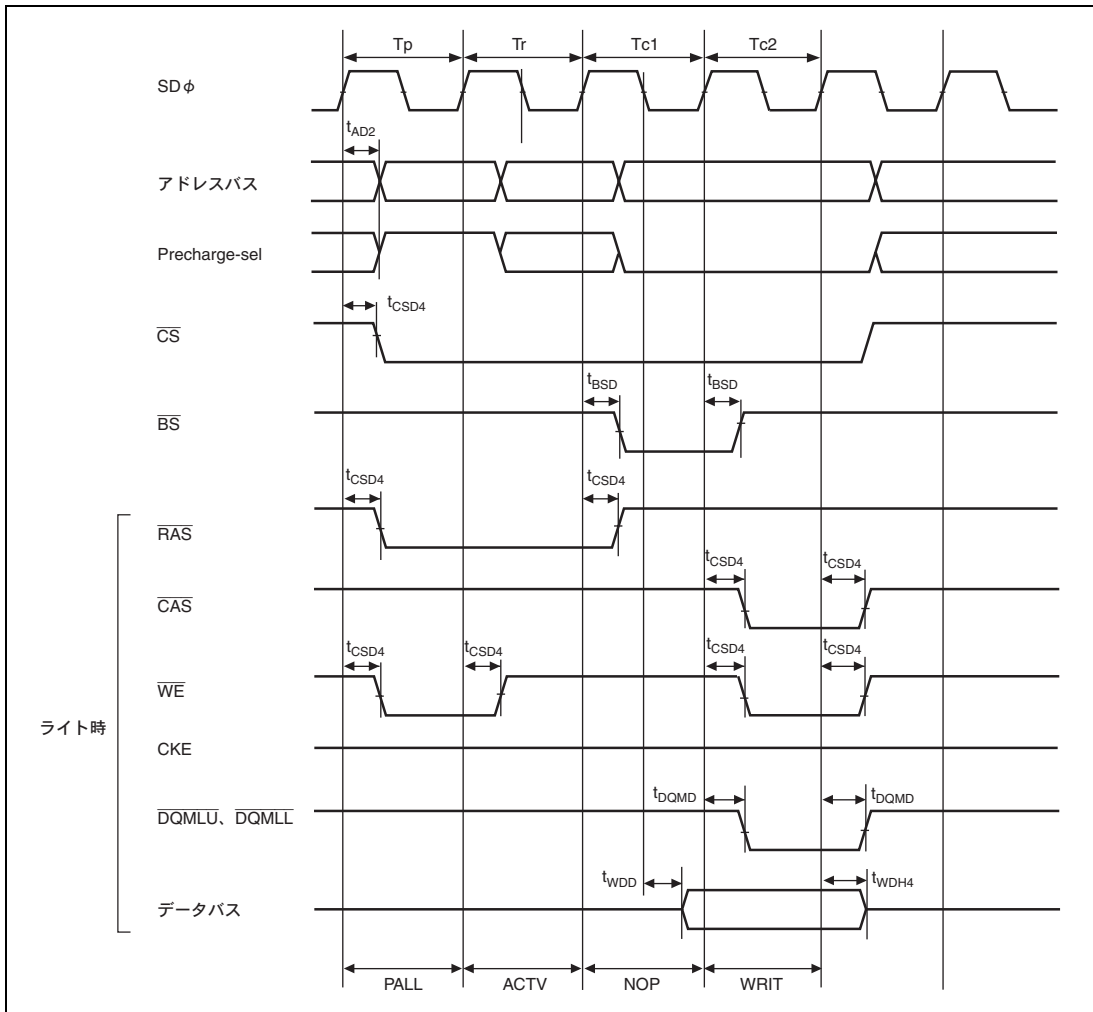 Tp Tr Tc1 Tc2
SDφ
tAD2
アドレスバス
Precharge-sel
tCSD4
CS
tBSD tBSD
BS
tCSD4 tCSD4
RAS
tCSD4 tCSD4
CAS
tCSD4 tCSD4 tCSD4 tCSD4
WE
ライト時
CKE
tDQMD tDQMD
DQMLU、DQMLL
tWDD tWDH4
データバス
PALL ACTV NOP WRIT